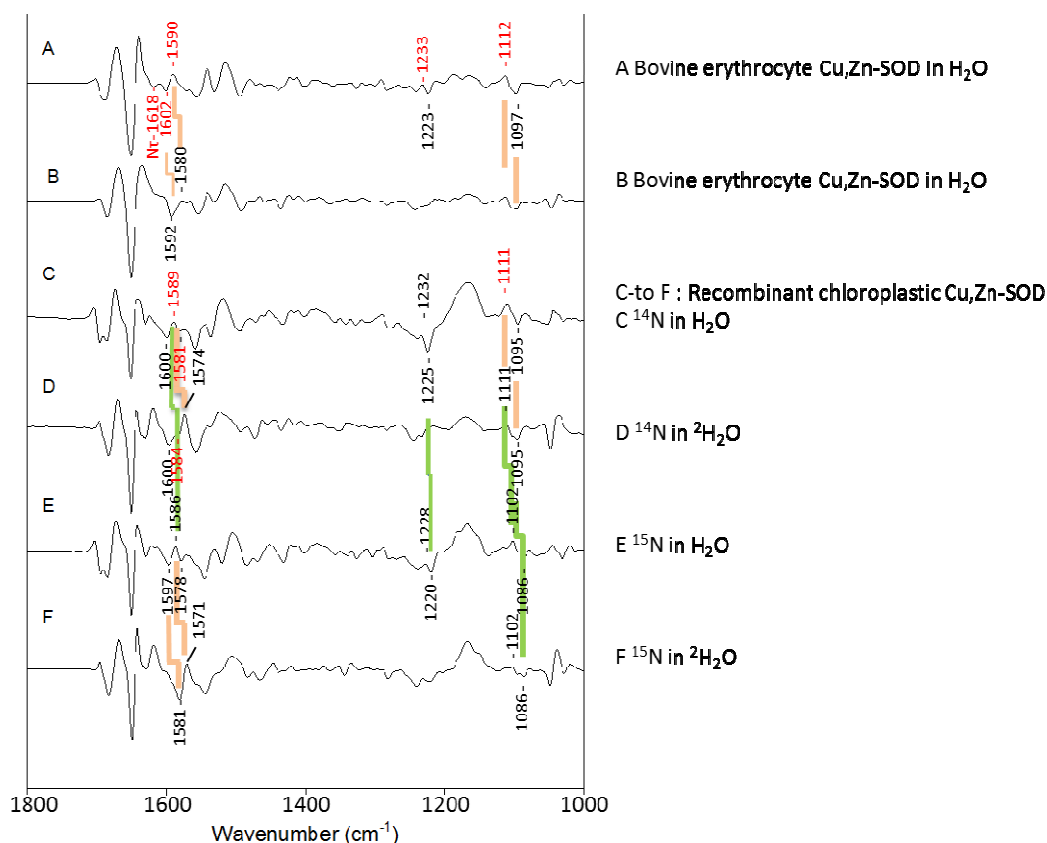 A
- 1590
- 1233
- 1112
A Bovine erythrocyte Cu,Zn-SOD In H2O
Nτ-1618 -
1602
- 1580
1223
1097
B
B Bovine erythrocyte Cu,Zn-SOD in H2O
1592
C
- 1589
- 1232
- 1111
C-to F : Recombinant chloroplastic Cu,Zn-SOD
C 14N in H2O
1600
1581
1574
1225
- 1111
1095
D
D 14N in 2H2O
1600
1584-
1586
- 1228
- 1102
- 1095
E
E 15N in H2O
- 1597
- 1578
1571
1220
- 1102
1086 -
F
F 15N in 2H2O
1581
1086-
1800
1600
1400
1200
1000
Wavenumber (cm-1)